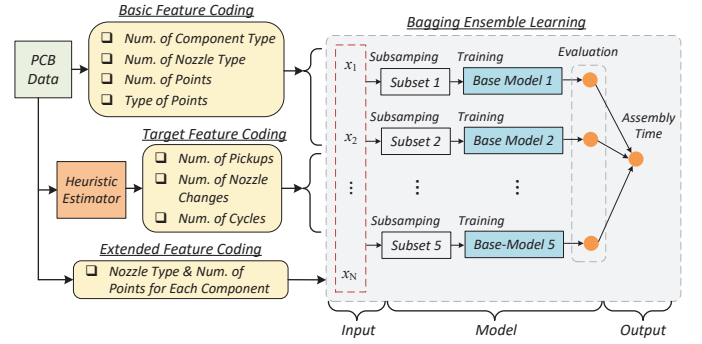 Basic Feature Coding
Bagging Ensemble Learning
PCB
Data
Num. of Component Type
Num. of Nozzle Type
Num. of Points
Type of Points
Target Feature Coding
Heuristic
Estimator
Num. of Pickups
Num. of Nozzle
Changes
Num. of Cycles
Extended Feature Coding
Nozzle Type & Num. of
Points for Each Component
x1
x2
⋮
xN
Subsamping
Training
Evaluation
Subset 1
Base Model 1
Subsamping
Training
Subset 2
Base Model 2
Assembly
Time
⋮
⋮
Subsamping
Training
Subset 5
Base-Model 5
Input
Model
Output